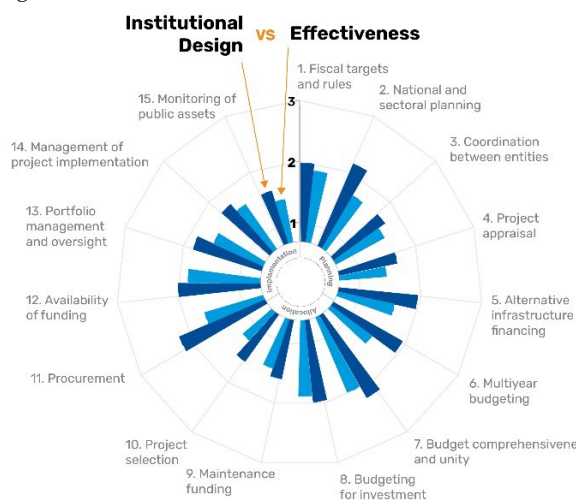 Institutional
Design
vs
Effectiveness
1. Fiscal targets
and rules
2. National and
sectoral planning
3. Coordination
between entities
4. Project
appraisal
5. Alternative
infrastructure
financing
6. Multiyear
budgeting
7. Budget comprehensivene
and unity
8. Budgeting
for investment
9. Maintenance
funding
10. Project
selection
11. Procurement
12. Availability
of funding
13. Portfolio
management
and oversight
14. Management of
project implementation
15. Monitoring of
public assets
3
2
1
Planning
Allocation
Implementation